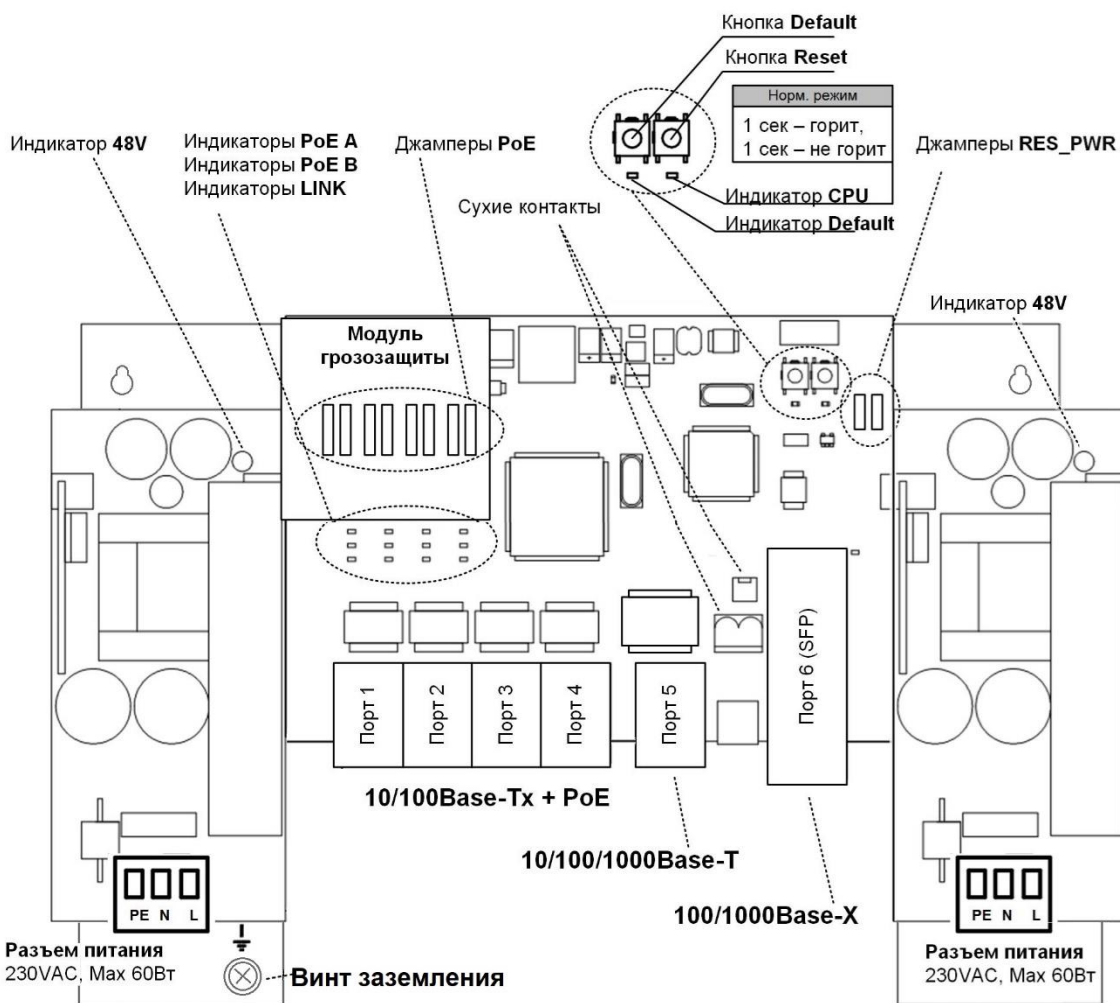 Кнопка Default
Кнопка Reset
Норм. режим
1 сек – горит,
1 сек – не горит
Индикатор 48V
Индикаторы PoE A
Индикаторы PoE B
Индикаторы LINK
Джамперы PoE
Джамперы RES_PWR
Индикатор CPU
Индикатор Default
Сухие контакты
Индикатор 48V
Модуль
грозозащиты
Порт 1
Порт 2
Порт 3
Порт 4
Порт 5
Порт 6 (SFP)
10/100Base-Tx + PoE
10/100/1000Base-T
100/1000Base-X
PE N L
PE N L
Разъем питания
230VAC, Max 60Вт
Винт заземления
Разъем питания
230VAC, Max 60Вт